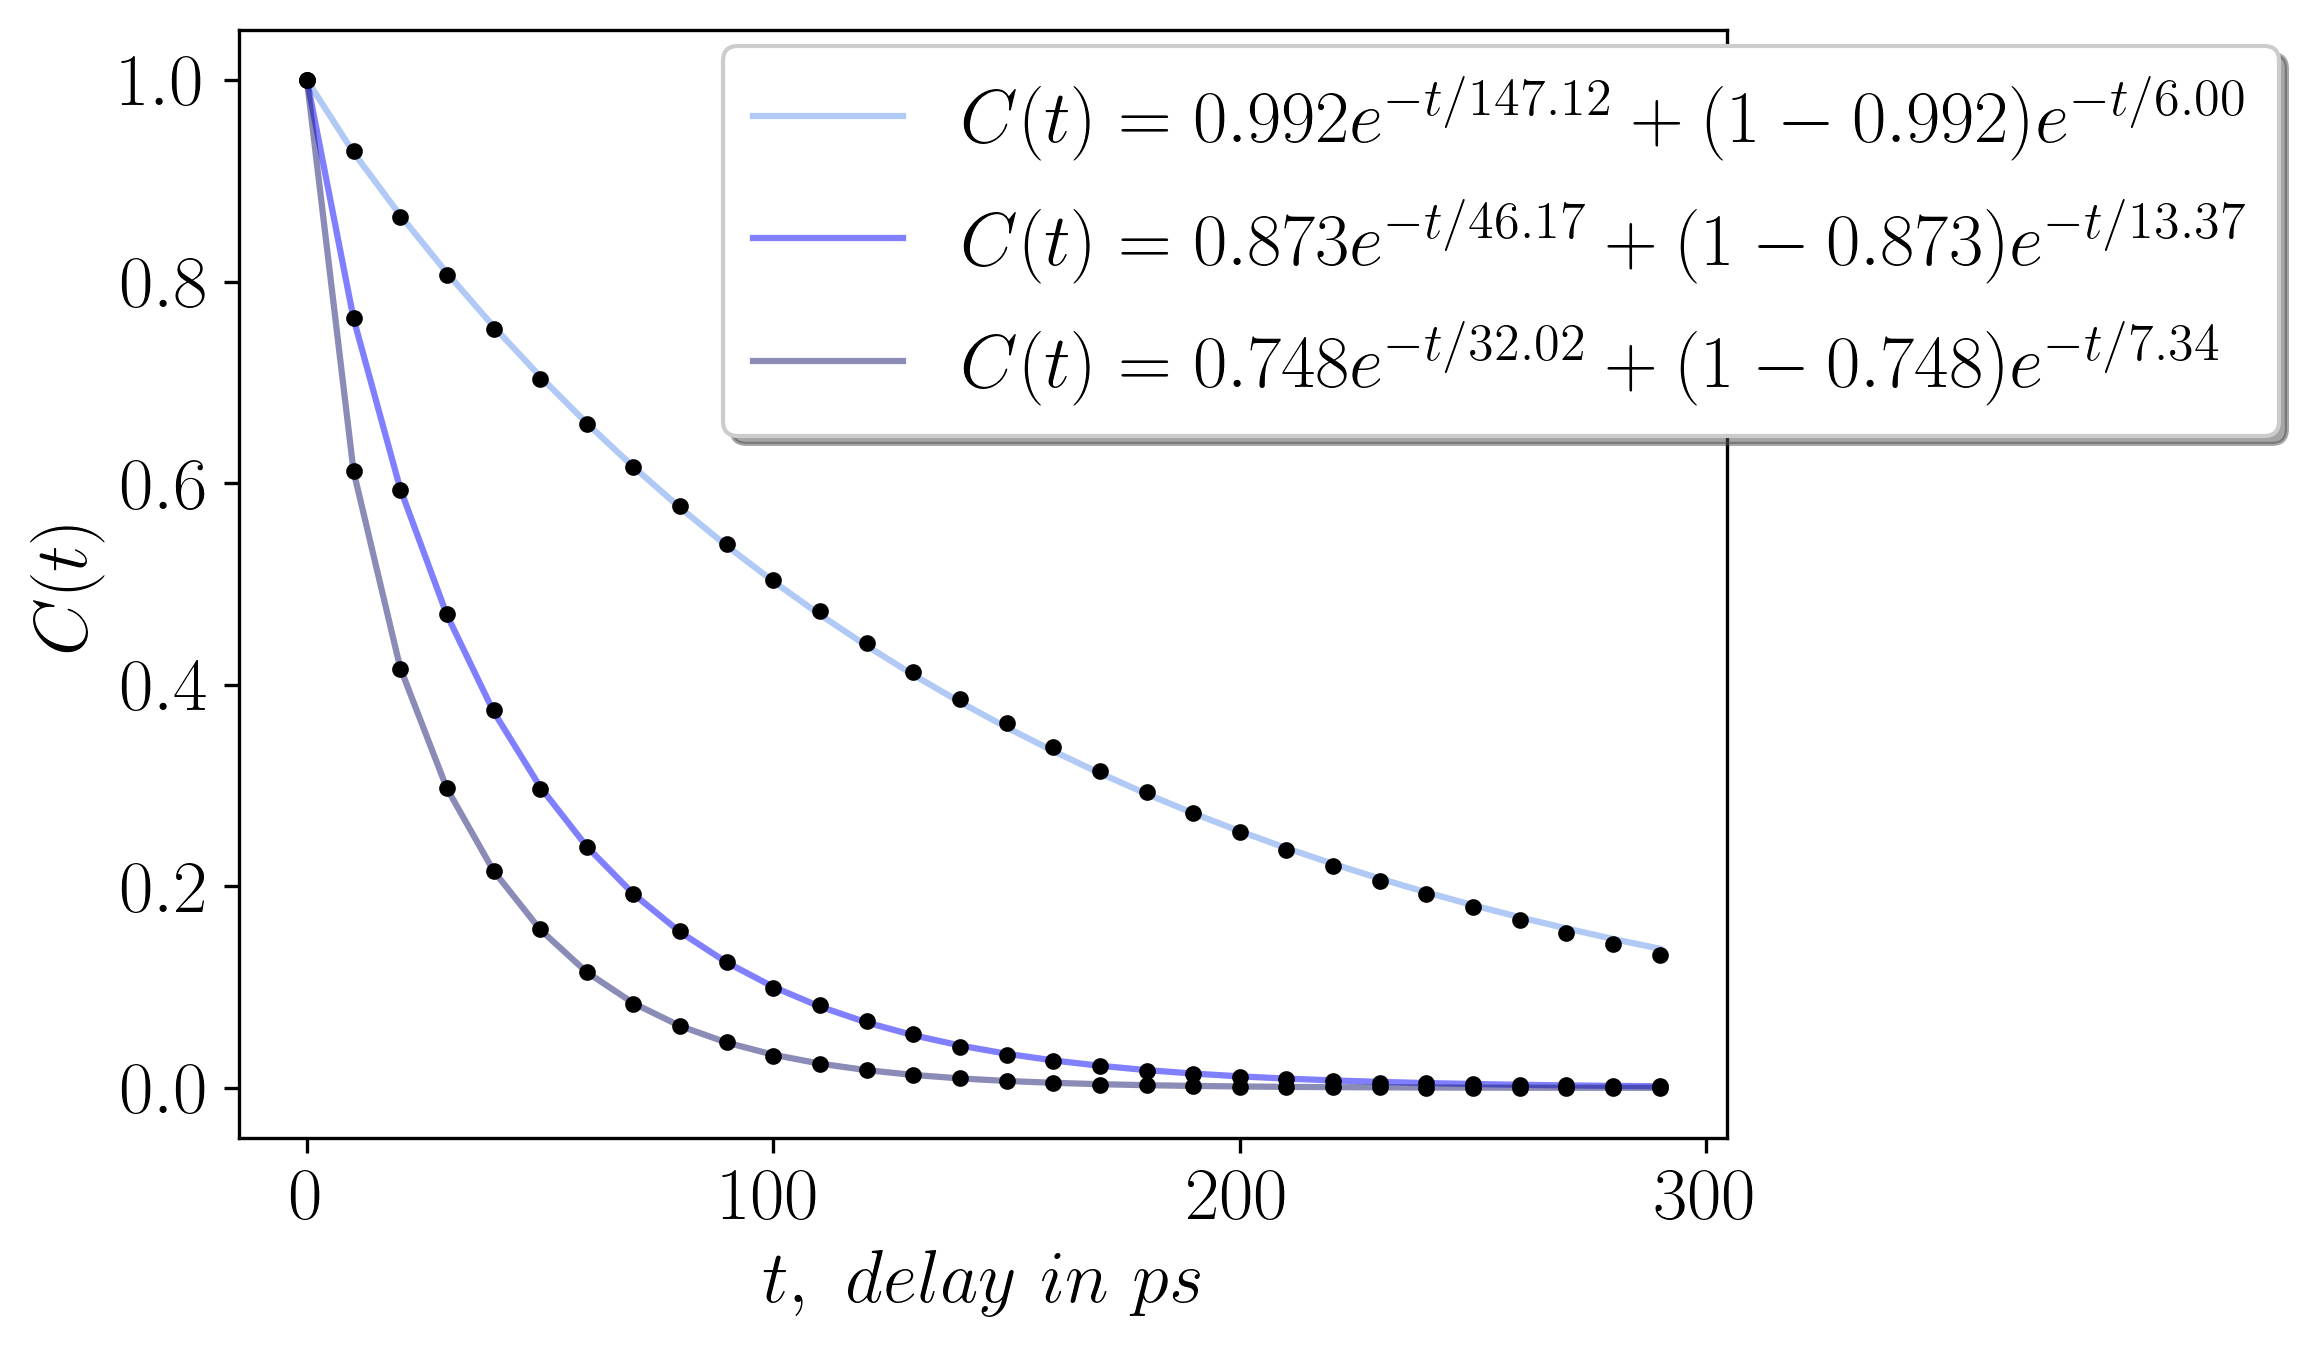 C(t) = 0.992e^{-t/147.12} + (1 − 0.992)e^{-t/6.00}
C(t) = 0.873e^{-t/46.17} + (1 − 0.873)e^{-t/13.37}
C(t) = 0.748e^{-t/32.02} + (1 − 0.748)e^{-t/7.34}
1.0
0.8
0.6
0.4
0.2
0.0
C(t)
0 100 200 300
t, delay in ps